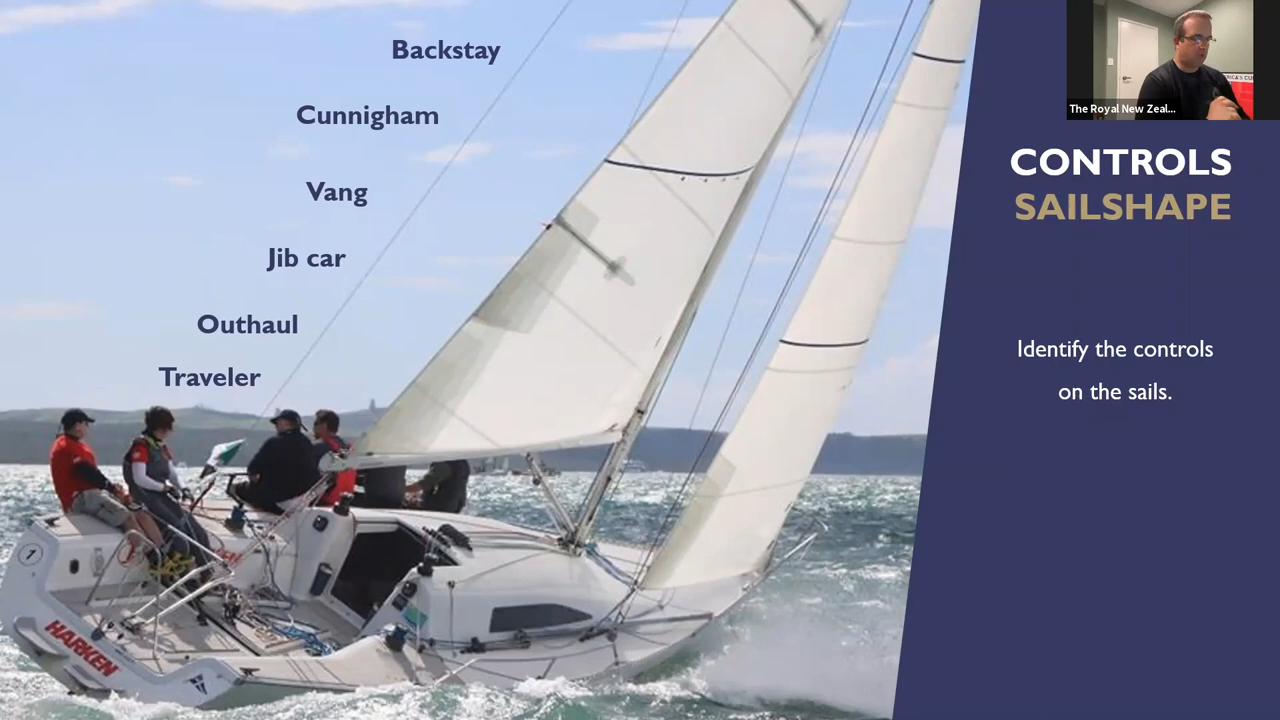 Backstay
Cunnigham
Vang
Jib car
Outhaul
Traveler
The Royal New Zeal...
CONTROLS
SAILSHAPE
Identify the controls
on the sails.
HARKEN
1